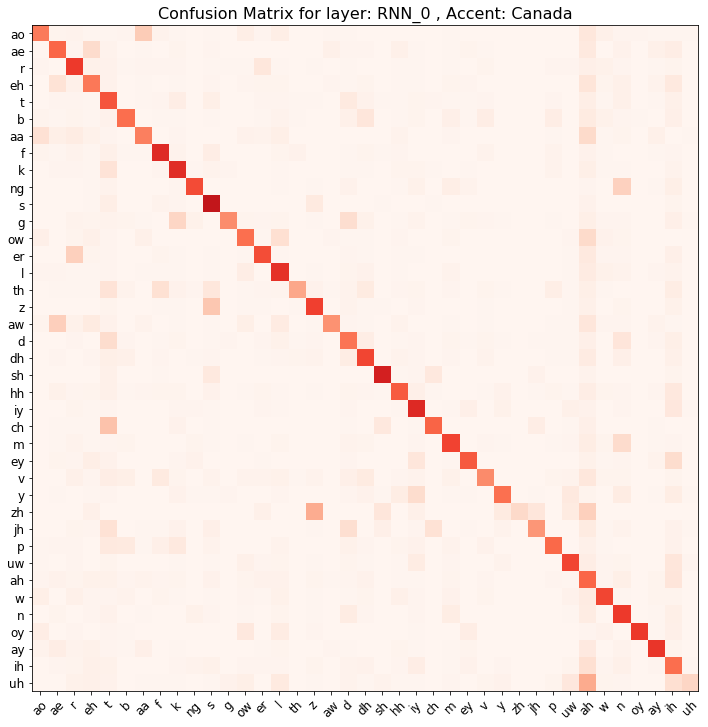 Confusion Matrix for layer: RNN_0 , Accent: Canada
ao
ae
r
eh
t
b
aa
f
k
ng
s
g
ow
er
l
th
z
aw
d
dh
sh
hh
iy
ch
m
ey
v
y
zh
jh
p
uw
ah
w
n
oy
ay
ih
uh
ao ae r eh t b aa f k ng s g ow er l th z aw d dh sh hh iy ch m ey v y zh jh p uw ah w n oy ay ih uh